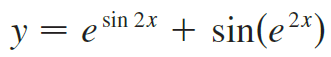 y = e^{sin 2x} + sin(e^{2x})